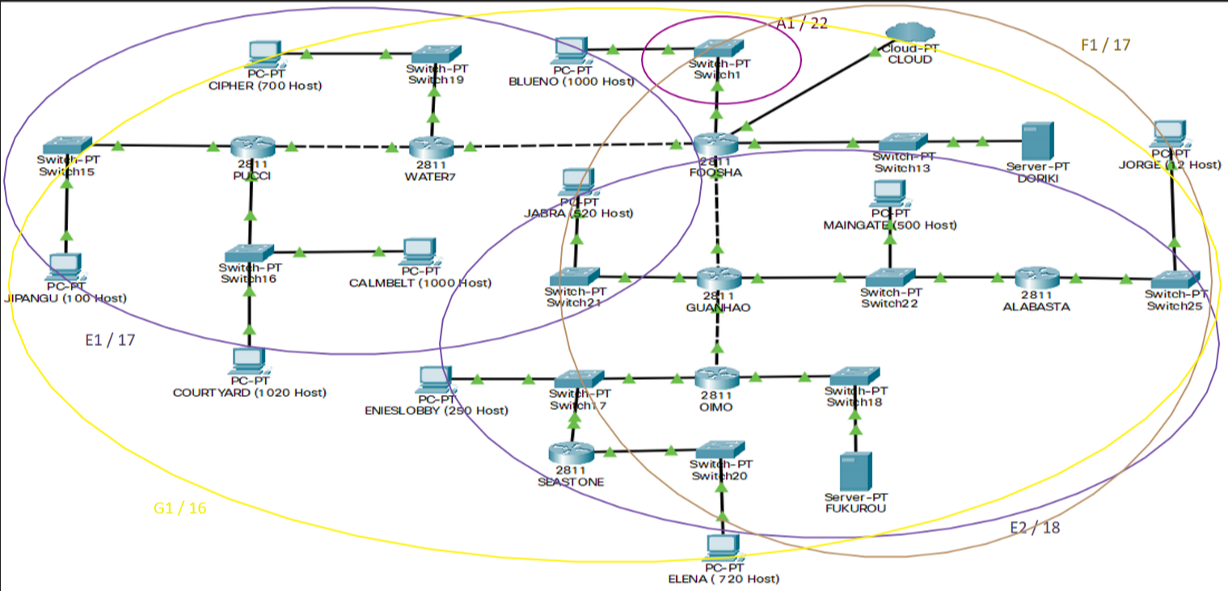 A1 / 22
F1 / 17
Cloud-PT
CLOUD
PC-PT
CIPHER (700 Host)
Switch-PT
Switch19
PC-PT
BLUENO (1000 Host)
Switch-PT
Switch1
Switch-PT
Switch15
2811
PUCCI
2811
WATER7
2811
FOOSHA
Switch-PT
Switch13
Server-PT
DORIKI
PC-PT
JORGE (12 Host)
PC-PT
JABRA (520 Host)
PC-PT
MAINGATE (500 Host)
PC-PT
JIPANGU (100 Host)
Switch-PT
Switch16
PC-PT
CALMBELT (1000 Host)
Switch-PT
Switch21
2811
GUANHAO
Switch-PT
Switch22
2811
ALABASTA
Switch-PT
Switch25
E1 / 17
PC-PT
COURTYARD (1020 Host)
PC-PT
ENIESLOBBY (250 Host)
Switch-PT
Switch17
2811
OIMO
Switch-PT
Switch18
2811
SEASTONE
Switch-PT
Switch20
Server-PT
FUKUROU
G1 / 16
E2 / 18
PC-PT
ELENA ( 720 Host)